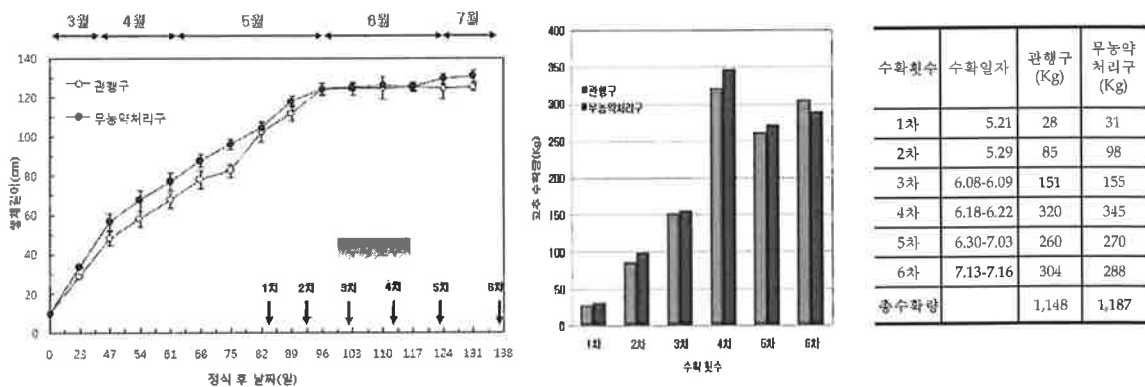 3월 4월 5월 6월 7월
140
120
100
80
60
40
20
0
생체길이(cm)
관행구
무농약처리구
1차 2차 3차 4차 5차 6차
0 23 47 54 61 68 75 82 89 96 103 110 117 124 131 138
정식 후 날짜(일)
400
350
300
250
200
150
100
50
0
고추 수확량(Kg)
관행구
무농약처리구
1차 2차 3차 4차 5차 6차
수확 횟수
수확횟수 수확일자 관행구 (Kg) 무농약 처리구 (Kg)
1차 5.21 28 31
2차 5.29 85 98
3차 6.08-6.09 151 155
4차 6.18-6.22 320 345
5차 6.30-7.03 260 270
6차 7.13-7.16 304 288
총수확량 1,148 1,187